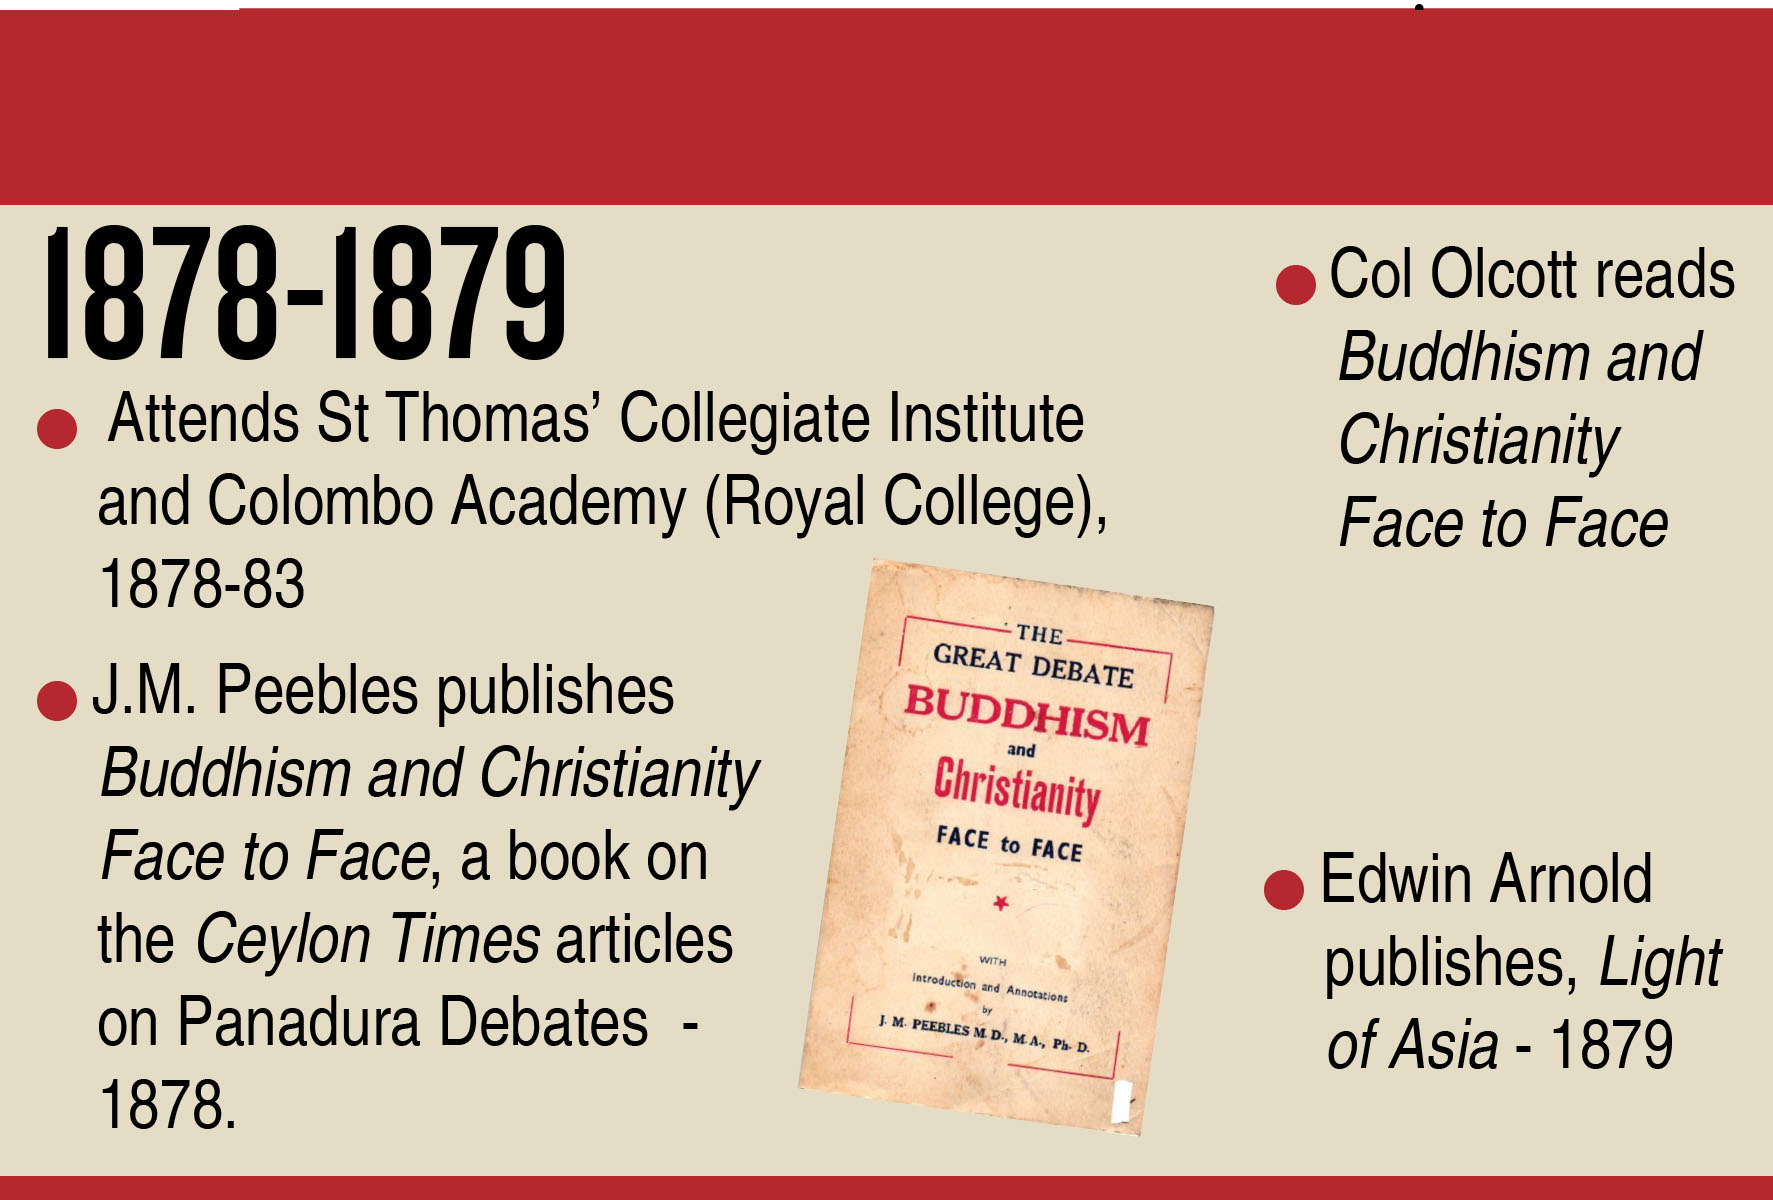 1878-1879
Attends St Thomas’ Collegiate Institute
and Colombo Academy (Royal College),
1878-83
J.M. Peebles publishes
Buddhism and Christianity
Face to Face, a book on
the Ceylon Times articles
on Panadura Debates -
1878.
THE
GREAT DEBATE
BUDDHISM
and
Christianity
FACE to FACE
WITH
Introduction and Annotations
by
J. M. PEEBLES M. D., M. A., Ph. D.
Col Olcott reads
Buddhism and
Christianity
Face to Face
Edwin Arnold
publishes, Light
of Asia - 1879